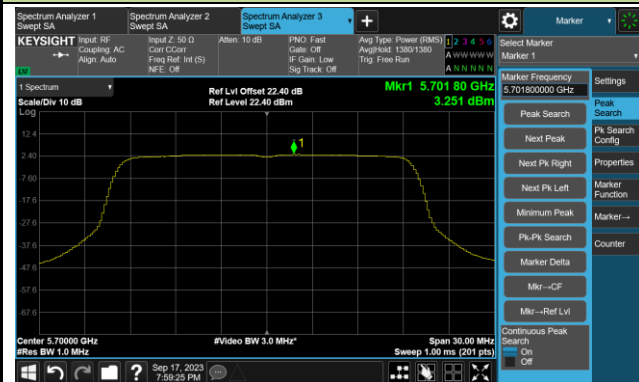 Spectrum Analyzer 1
Swept SA
Spectrum Analyzer 2
Swept SA
Spectrum Analyzer 3
Swept SA
Marker
KEYSIGHT
Input: RF
Coupling: AC
Align: Auto
Input Z: 50 Ω
Corr CCorr
Freq Ref: Int (S)
NFE: Off
Atten: 10 dB
PNO: Fast
Gate: Off
IF Gain: Low
Sig Track: Off
Avg Type: Power (RMS)
Avg|Hold: 1380/1380
Trig: Free Run
1 2 3 4 5 6
A W W W W W
A N N N N N
LXI
Select Marker
Marker 1
1 Spectrum
Scale/Div 10 dB
Log
Ref Lvl Offset 22.40 dB
Ref Level 22.40 dBm
Mkr1 5.701 80 GHz
3.251 dBm
12.4
2.40
-7.60
-17.6
-27.6
-37.6
-47.6
-57.6
-67.6
1
Center 5.70000 GHz
#Res BW 1.0 MHz
#Video BW 3.0 MHz*
Span 30.00 MHz
Sweep 1.00 ms (201 pts)
Marker Frequency
5.701800000 GHz
Peak Search
Next Peak
Next Pk Right
Next Pk Left
Minimum Peak
Pk-Pk Search
Marker Delta
Mkr→CF
Mkr→Ref Lvl
Continuous Peak
Search
On
Off
Settings
Peak
Search
Pk Search
Config
Properties
Marker
Function
Marker→
Counter
Sep 17, 2023
7:59:25 PM